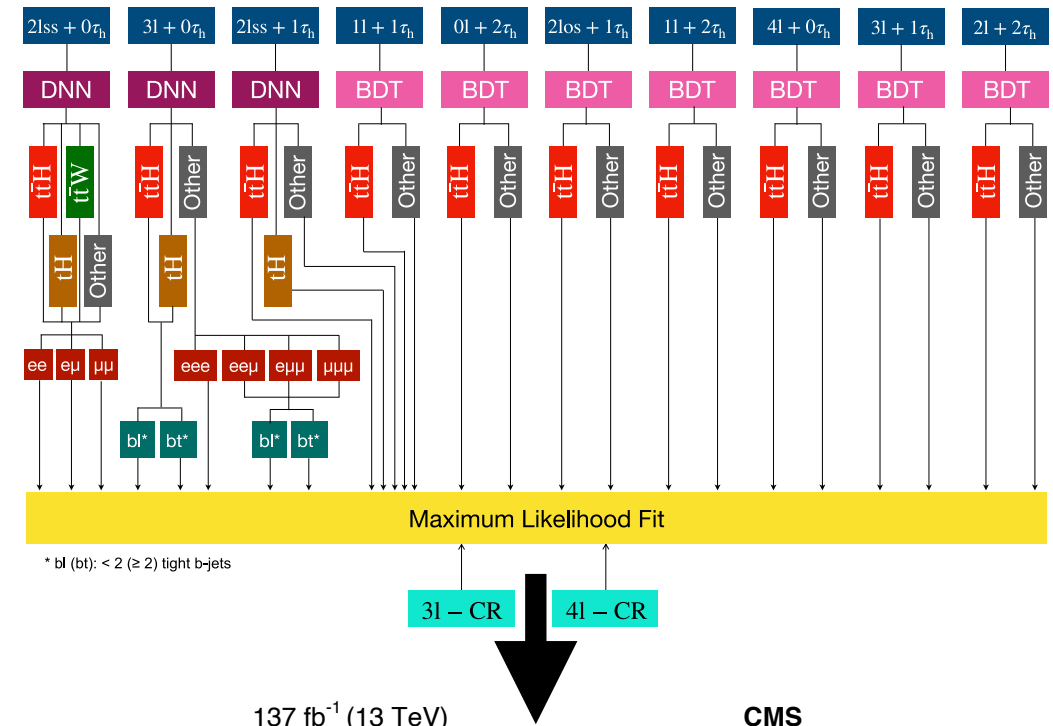 2lss + 0τh 3l + 0τh 2lss + 1τh 1l + 1τh 0l + 2τh 2los + 1τh 1l + 2τh 4l + 0τh 3l + 1τh 2l + 2τh
DNN DNN DNN BDT BDT BDT BDT BDT BDT BDT
tt̄H tt̄W tt̄H Other tt̄H Other tt̄H Other tt̄H Other tt̄H Other tt̄H Other tt̄H Other tt̄H Other tt̄H Other
tH Other tH tH
ee eμ μμ eee eeμ eμμ μμμ
bl* bt* bl* bt*
Maximum Likelihood Fit
* bl (bt): < 2 (≥ 2) tight b-jets
3l − CR 4l − CR
137 fb⁻¹ (13 TeV) CMS